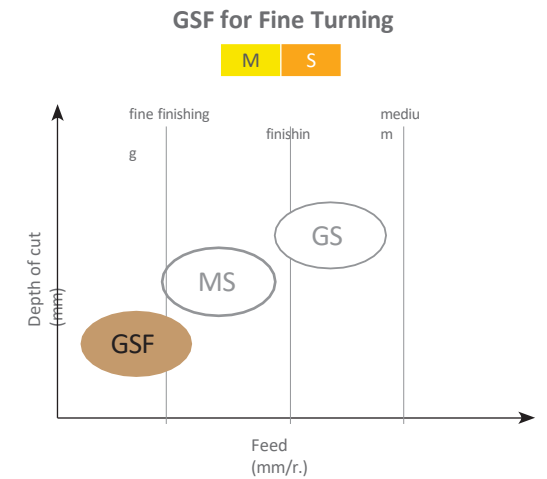 GSF for Fine Turning
M S
fine finishing
mediu
m
finishin
g
GS
MS
GSF
Depth of cut
(mm)
Feed
(mm/r.)